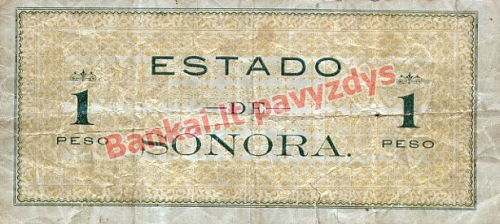 ESTADO
1 DE 1
PESO PESO
SONORA.
Bankai.lt pavyzdys